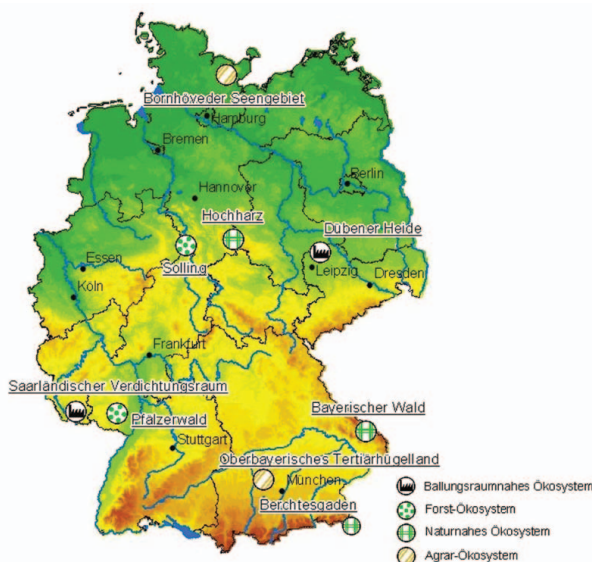 Bornhöveder Seengebiet
Hamburg
Bremen
Berlin
Hannover
Hochharz
Dübener Heide
Essen
Solling
Leipzig
Dresden
Köln
Frankfurt
Saarländischer Verdichtungsraum
Pfälzerwald
Bayerischer Wald
Stuttgart
Oberbayerisches Tertiärhügelland
München
Berchtesgaden
Ballungsraumnahes Ökosystem
Forst-Ökosystem
Naturnahes Ökosystem
Agrar-Ökosystem